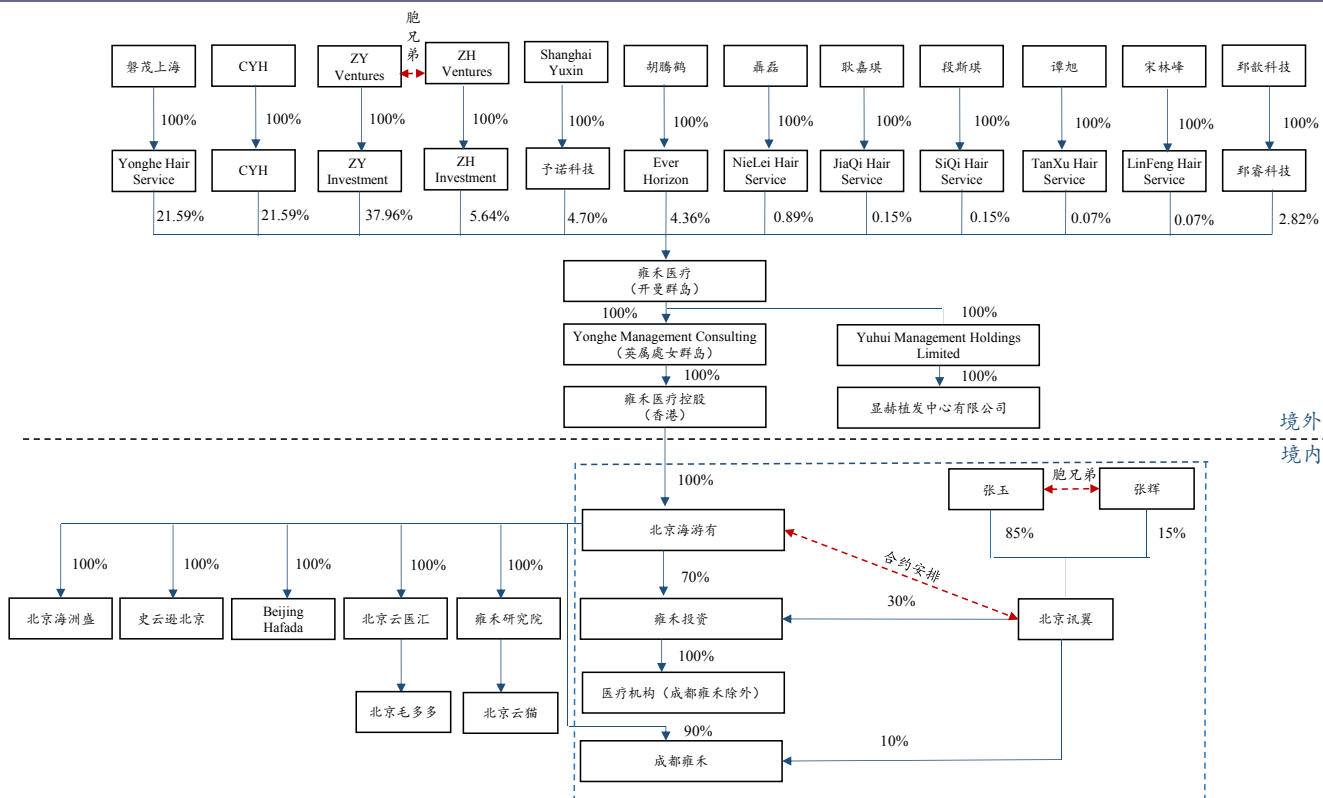 胞
兄
弟
磐茂上海
CYH
ZY
Ventures
ZH
Ventures
Shanghai
Yuxin
胡腾鹤
聶磊
耿嘉琪
段斯琪
谭旭
宋林峰
郅歆科技
100%
100%
100%
100%
100%
100%
100%
100%
100%
100%
100%
100%
Yonghe Hair
Service
CYH
ZY
Investment
ZH
Investment
予诺科技
Ever
Horizon
NieLei Hair
Service
JiaQi Hair
Service
SiQi Hair
Service
TanXu Hair
Service
LinFeng Hair
Service
郅睿科技
21.59%
21.59%
37.96%
5.64%
4.70%
4.36%
0.89%
0.15%
0.15%
0.07%
0.07%
2.82%
雍禾医疗
（开曼群岛）
100%
100%
Yonghe Management Consulting
（英属處女群岛）
Yuhui Management Holdings
Limited
100%
100%
雍禾医疗控股
（香港）
显赫植发中心有限公司
境外
境内
100%
张玉
胞兄弟
张辉
北京海游有
85%
15%
合约安排
100%
100%
100%
100%
100%
70%
30%
北京海洲盛
史云逊北京
Beijing
Hafada
北京云医汇
雍禾研究院
雍禾投资
北京讯翼
100%
医疗机构（成都雍禾除外）
北京毛多多
北京云猫
90%
10%
成都雍禾